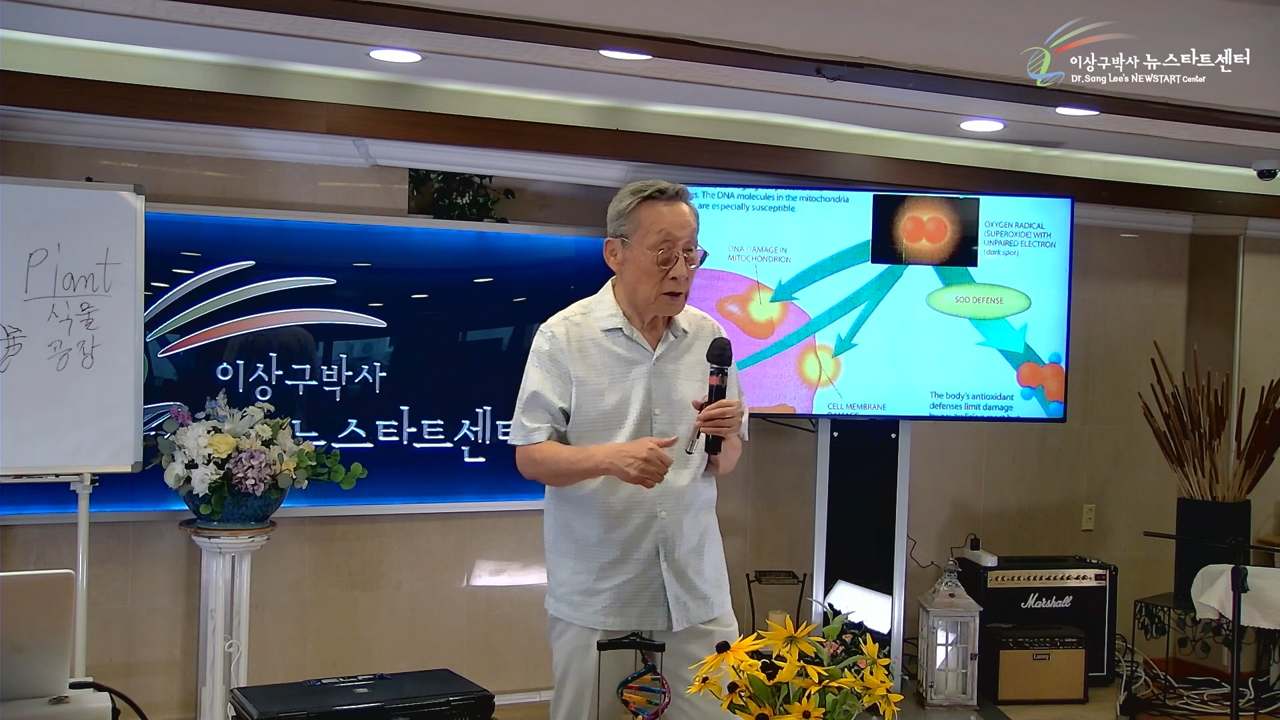 이상구박사 뉴스타트센터
Dr. Sang Lee's NEWSTART Center
Plant
식물
공장
이상구박사
뉴스타트센터
The DNA molecules in the mitochondria
are especially susceptible.
DNA DAMAGE IN
MITOCHONDRION
OXYGEN RADICAL
(SUPEROXIDE) WITH
UNPAIRED ELECTRON
(dark spot)
SOD DEFENSE
CELL MEMBRANE
The body's antioxidant
defenses limit damage
Marshall
Laney